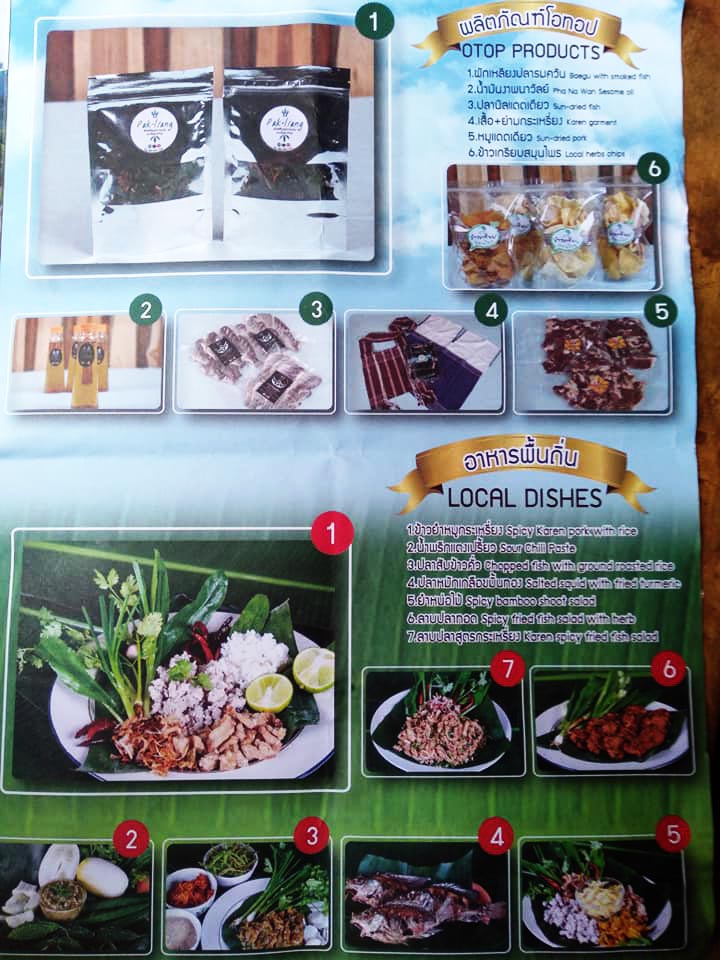 1
ผลิตภัณฑ์โอทอป
OTOP PRODUCTS
1.ผักเหลียงปลารมควัน Baegu with smoked fish
2.น้ำมันงาพนาวัลย์ Pha Na Wan Sesame oil
3.ปลานิลแดดเดียว Sun-dried fish
4.เสื้อ+ย่ามกระเหรี่ยง Karen garment
5.หมูแดดเดียว Sun-dried pork
6.ข้าวเกรียบสมุนไพร Local herbs chips
Pak-liang
Pak-liang
6
2
3
4
5
อาหารพื้นถิ่น
LOCAL DISHES
1.ข้าวยำหมูกระเหรี่ยง Spicy Karen pork with rice
2.น้ำพริกแตงเปรี้ยว Sour Chili Paste
3.ปลาสับข้าวคั่ว Chopped fish with ground roasted rice
4.ปลาหมักเกลือขมิ้นทอง Salted squid with fried turmeric
5.ยำหน่อไม้ Spicy bamboo shoot salad
6.ลาบปลาทอด Spicy fried fish salad with herb
7.ลาบปลาสูตรกระเหรี่ยง Karen spicy fried fish salad
1
7
6
2
3
4
5